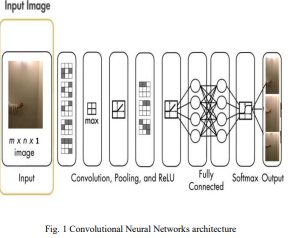 Input Image
max
m x n x 1
image
Input
Convolution, Pooling, and ReLU
Fully
Connected
Softmax
Output
Fig. 1 Convolutional Neural Networks architecture